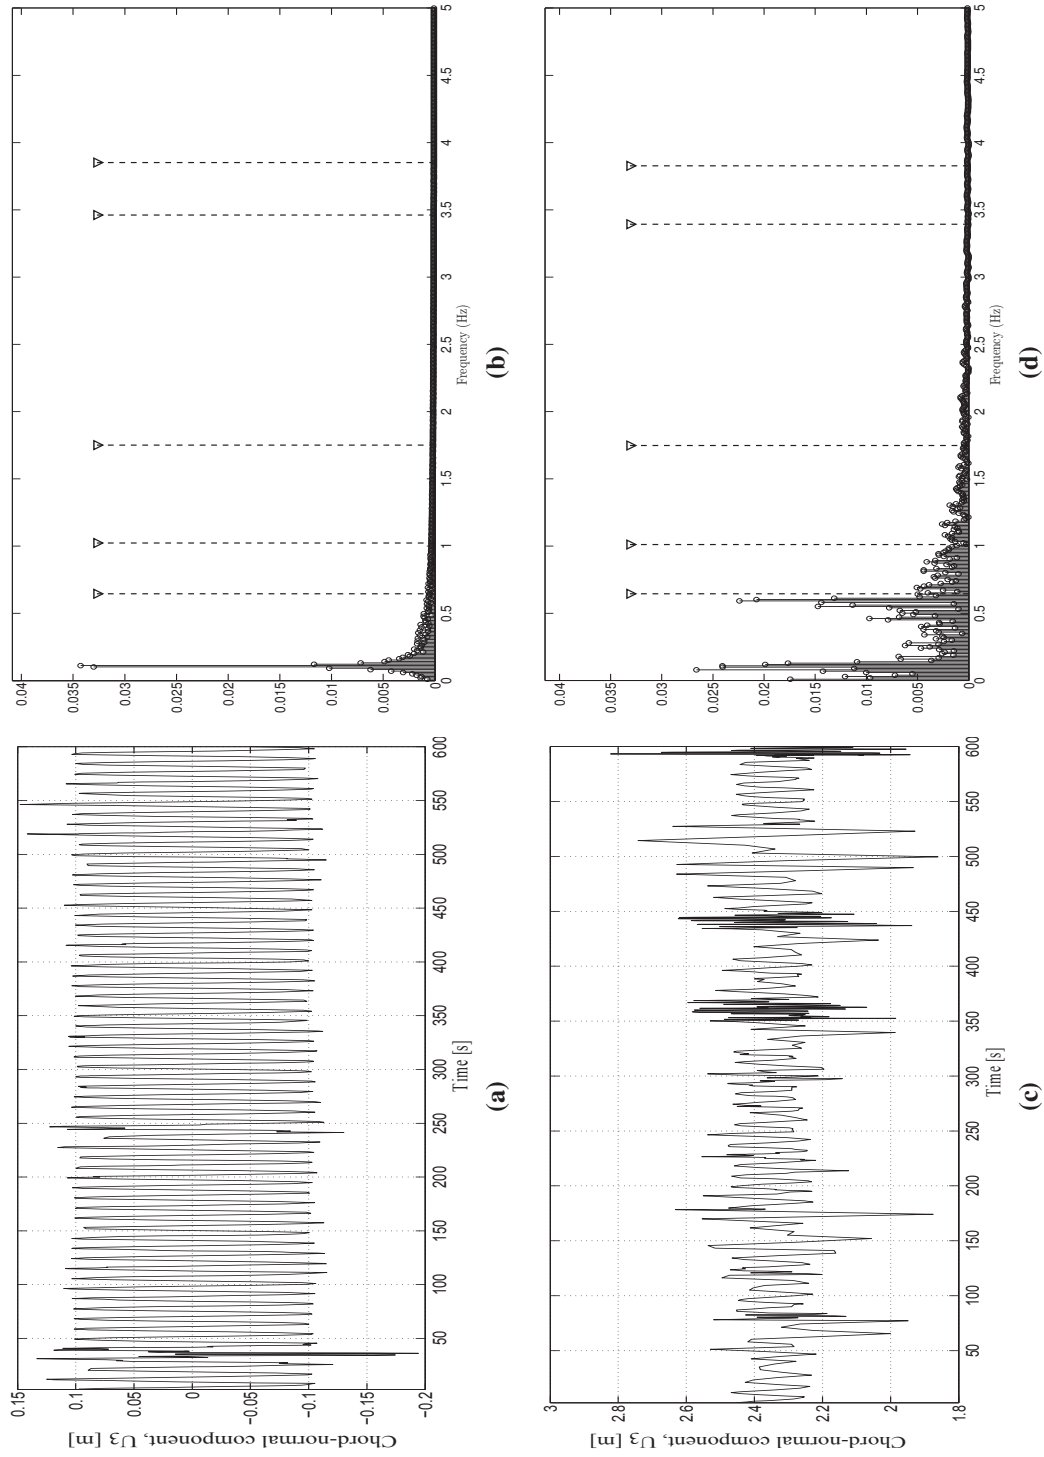 Chord-normal component, U3 [m]
0.15
0.1
0.05
0
−0.05
−0.1
−0.15
−0.2
50 100 150 200 250 300 350 400 450 500 550 600
Time [s]
(a)
0.04
0.035
0.03
0.025
0.02
0.015
0.01
0.005
0
0 0.5 1 1.5 2 2.5 3 3.5 4 4.5 5
Frequency (Hz)
(b)
Chord-normal component, U3 [m]
3
2.8
2.6
2.4
2.2
2
1.8
50 100 150 200 250 300 350 400 450 500 550 600
Time [s]
(c)
0.04
0.035
0.03
0.025
0.02
0.015
0.01
0.005
0
0 0.5 1 1.5 2 2.5 3 3.5 4 4.5 5
Frequency (Hz)
(d)